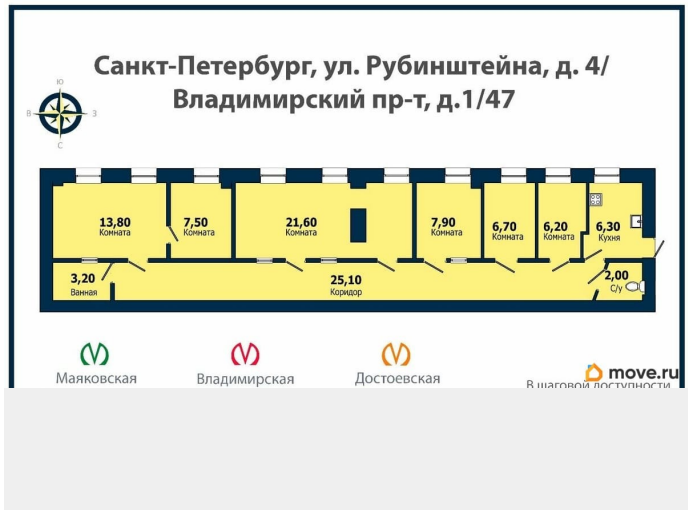 Санкт-Петербург, ул. Рубинштейна, д. 4/
Владимирский пр-т, д.1/47
Ю
В
З
С
13,80
Комната
7,50
Комната
21,60
Комната
7,90
Комната
6,70
Комната
6,20
Комната
6,30
Кухня
3,20
Ванная
25,10
Коридор
2,00
С/у
Маяковская
Владимирская
Достоевская
В шаговой доступности
move.ru